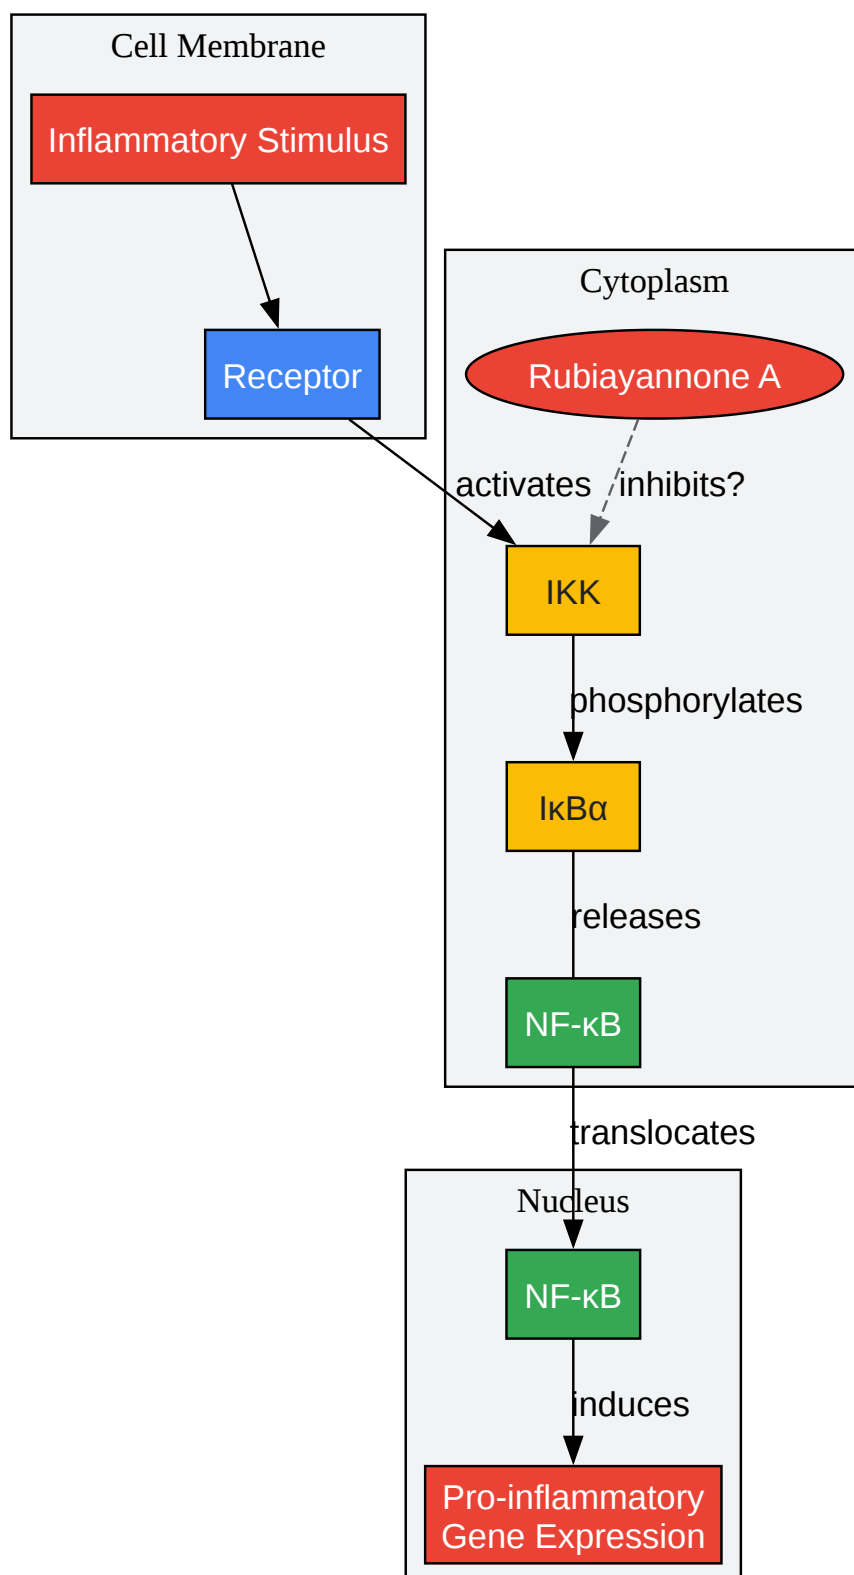 Cell Membrane
Inflammatory Stimulus
Receptor
Cytoplasm
Rubiayannone A
activates
inhibits?
IKK
phosphorylates
IκBα
releases
NF-κB
translocates
Nucleus
NF-κB
induces
Pro-inflammatory
Gene Expression